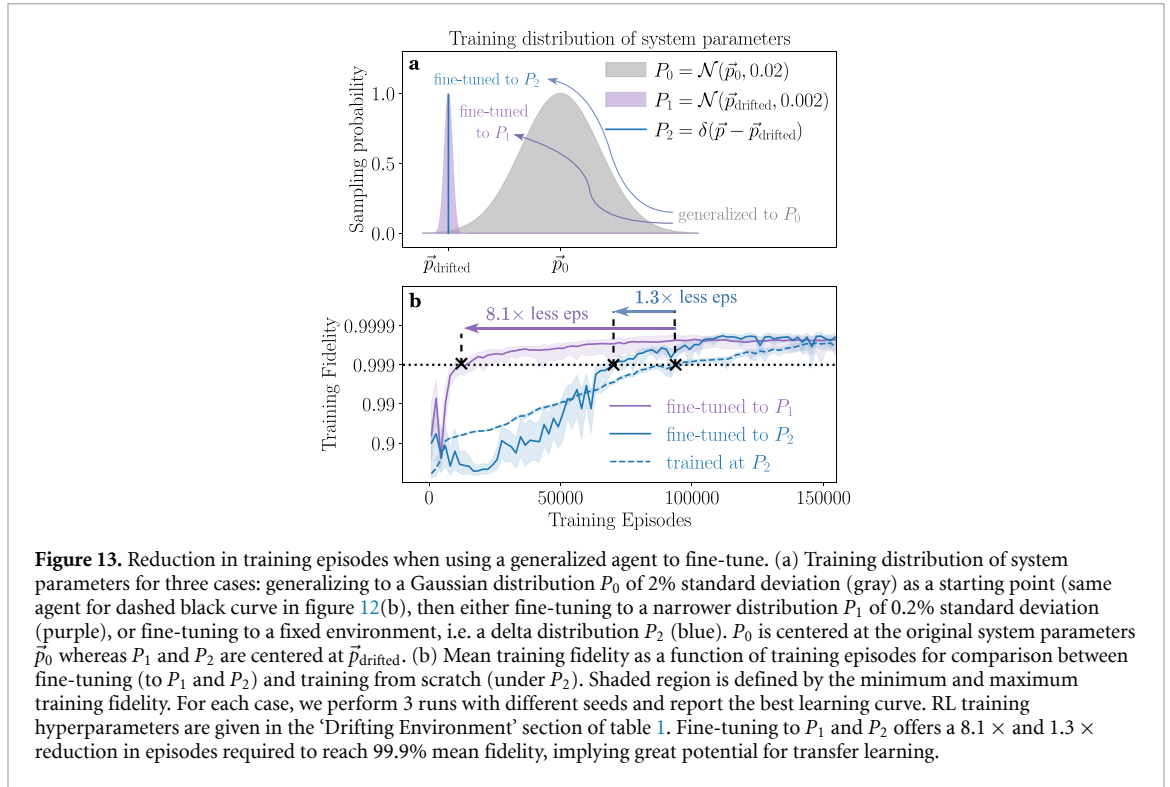 Training distribution of system parameters
a
Sampling probability
1.0
0.5
0.0
fine-tuned to P₂
fine-tuned
to P₁
P₀ = 𝒩(p⃗₀, 0.02)
P₁ = 𝒩(p⃗drifted, 0.002)
P₂ = δ(p⃗ − p⃗drifted)
generalized to P₀
p⃗drifted
p⃗₀
b
1.3× less eps
8.1× less eps
Training Fidelity
0.9999
0.999
0.99
0.9
fine-tuned to P₁
fine-tuned to P₂
trained at P₂
0
50000
100000
150000
Training Episodes
Figure 13. Reduction in training episodes when using a generalized agent to fine-tune. (a) Training distribution of system
parameters for three cases: generalizing to a Gaussian distribution P₀ of 2% standard deviation (gray) as a starting point (same
agent for dashed black curve in figure 12(b), then either fine-tuning to a narrower distribution P₁ of 0.2% standard deviation
(purple), or fine-tuning to a fixed environment, i.e. a delta distribution P₂ (blue). P₀ is centered at the original system parameters
p⃗₀ whereas P₁ and P₂ are centered at p⃗drifted. (b) Mean training fidelity as a function of training episodes for comparison between
fine-tuning (to P₁ and P₂) and training from scratch (under P₂). Shaded region is defined by the minimum and maximum
training fidelity. For each case, we perform 3 runs with different seeds and report the best learning curve. RL training
hyperparameters are given in the ‘Drifting Environment’ section of table 1. Fine-tuning to P₁ and P₂ offers a 8.1 × and 1.3 ×
reduction in episodes required to reach 99.9% mean fidelity, implying great potential for transfer learning.